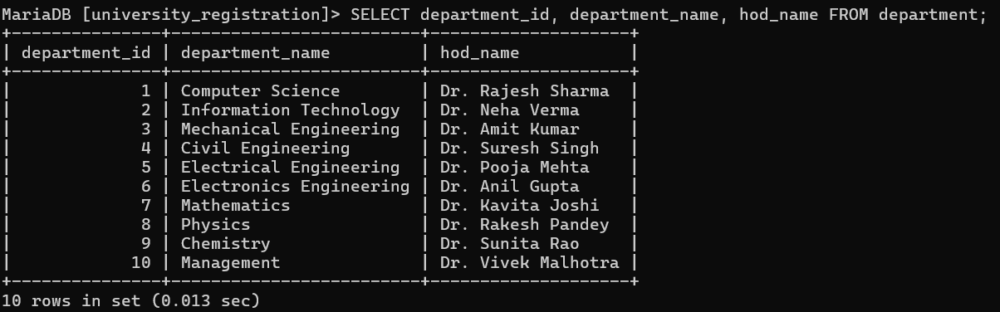 MariaDB [university_registration]> SELECT department_id, department_name, hod_name FROM department;
+---------------+-------------------------+--------------------+
| department_id | department_name         | hod_name           |
+---------------+-------------------------+--------------------+
|             1 | Computer Science        | Dr. Rajesh Sharma  |
|             2 | Information Technology  | Dr. Neha Verma     |
|             3 | Mechanical Engineering  | Dr. Amit Kumar     |
|             4 | Civil Engineering       | Dr. Suresh Singh   |
|             5 | Electrical Engineering  | Dr. Pooja Mehta    |
|             6 | Electronics Engineering | Dr. Anil Gupta     |
|             7 | Mathematics             | Dr. Kavita Joshi   |
|             8 | Physics                 | Dr. Rakesh Pandey  |
|             9 | Chemistry               | Dr. Sunita Rao     |
|            10 | Management              | Dr. Vivek Malhotra |
+---------------+-------------------------+--------------------+
10 rows in set (0.013 sec)